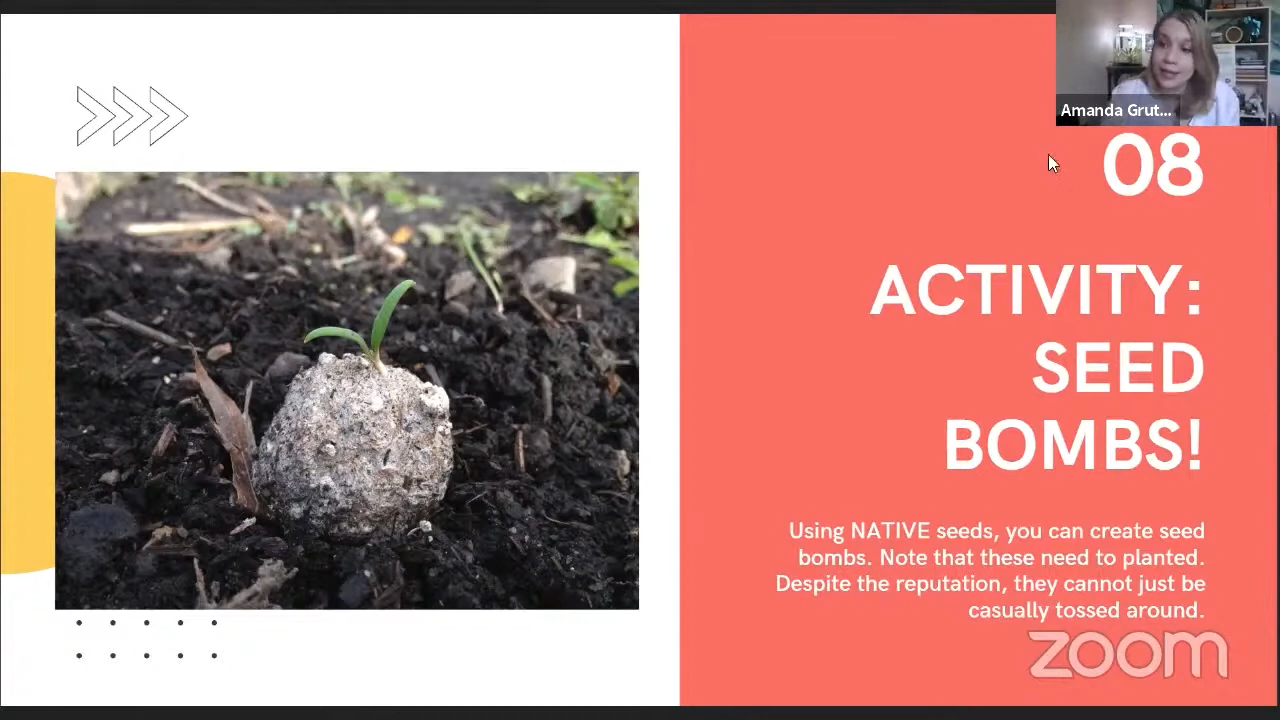 Amanda Grut...
08
ACTIVITY:
SEED
BOMBS!
Using NATIVE seeds, you can create seed
bombs. Note that these need to planted.
Despite the reputation, they cannot just be
casually tossed around.
zoom